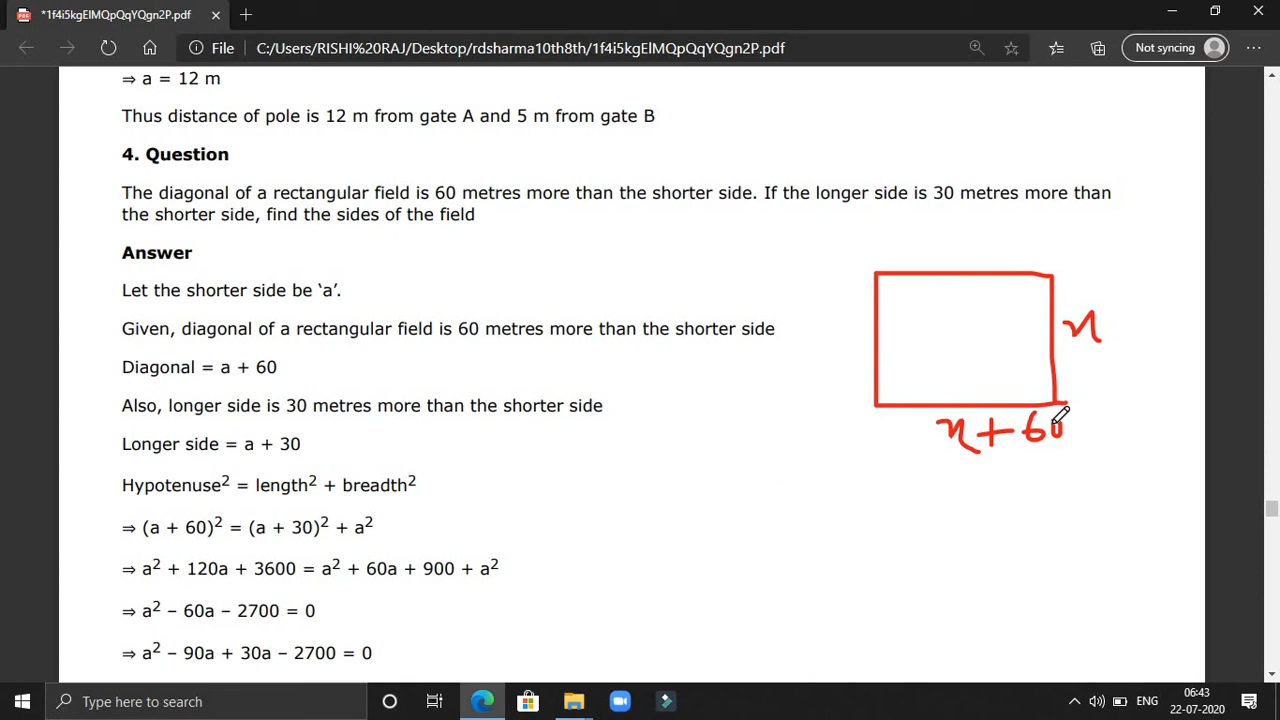 *1f4i5kgElMQpQqYQgn2P.pdf
File
C:/Users/RISHI%20RAJ/Desktop/rdsharma10th8th/1f4i5kgElMQpQqYQgn2P.pdf
Not syncing
⇒ a = 12 m
Thus distance of pole is 12 m from gate A and 5 m from gate B
4. Question
The diagonal of a rectangular field is 60 metres more than the shorter side. If the longer side is 30 metres more than
the shorter side, find the sides of the field
Answer
Let the shorter side be ‘a’.
Given, diagonal of a rectangular field is 60 metres more than the shorter side
x
Diagonal = a + 60
Also, longer side is 30 metres more than the shorter side
x + 60
Longer side = a + 30
Hypotenuse² = length² + breadth²
⇒ (a + 60)² = (a + 30)² + a²
⇒ a² + 120a + 3600 = a² + 60a + 900 + a²
⇒ a² – 60a – 2700 = 0
⇒ a² – 90a + 30a – 2700 = 0
Type here to search
ENG
06:43
22-07-2020